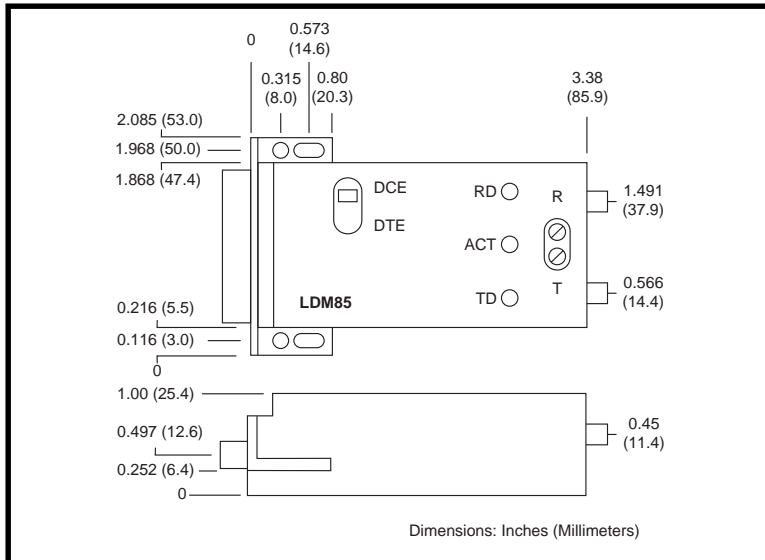 0
0.573
(14.6)
0.315
(8.0)
0.80
(20.3)
3.38
(85.9)
2.085 (53.0)
1.968 (50.0)
1.868 (47.4)
DCE
DTE
RD
R
1.491
(37.9)
ACT
0.216 (5.5)
LDM85
TD
T
0.566
(14.4)
0.116 (3.0)
0
1.00 (25.4)
0.497 (12.6)
0.45
(11.4)
0.252 (6.4)
0
Dimensions: Inches (Millimeters)